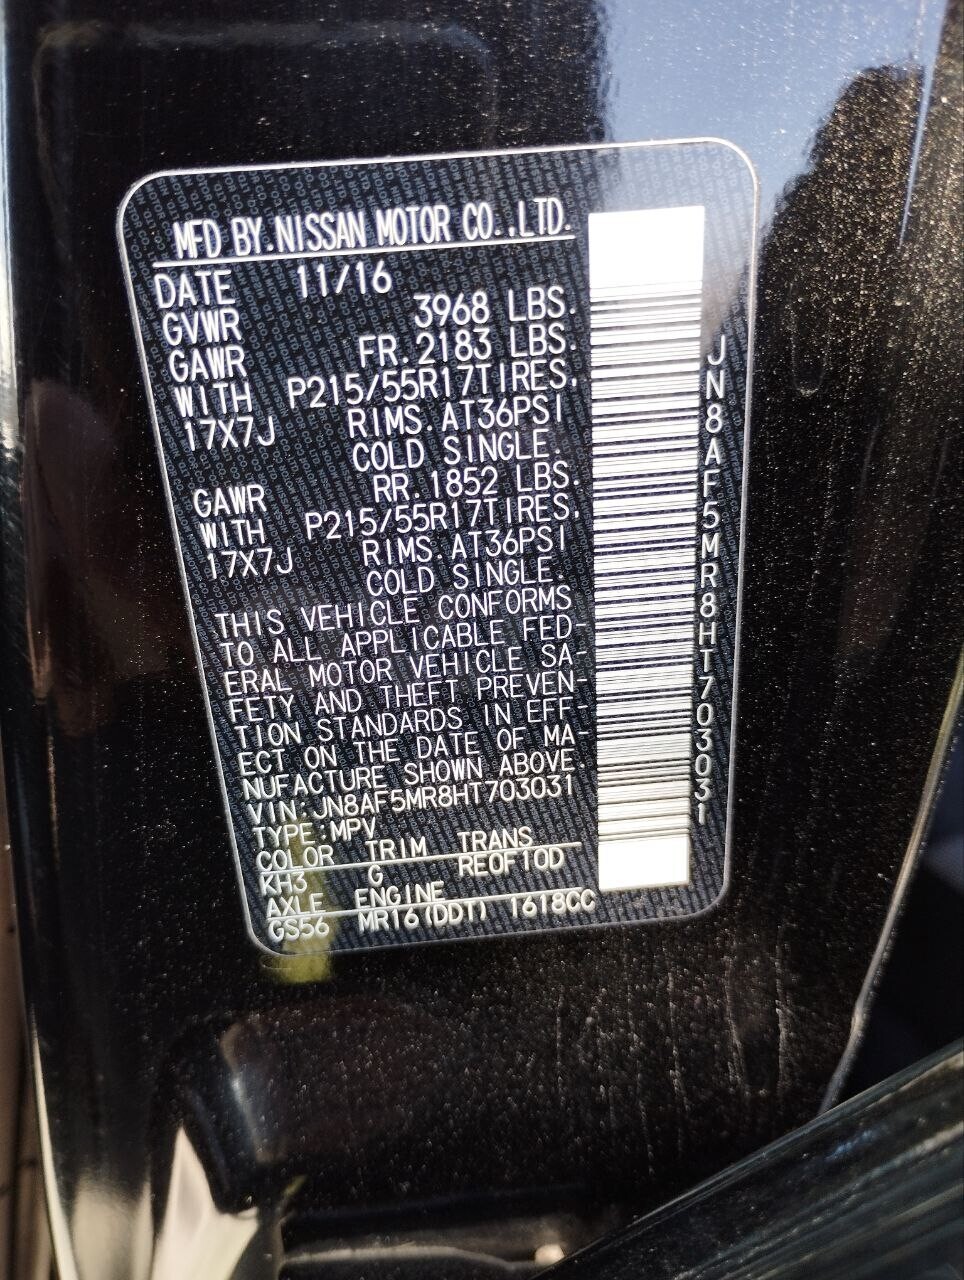 MFD BY.NISSAN MOTOR CO.,LTD.
DATE 11/16
GVWR 3968 LBS.
GAWR FR.2183 LBS.
WITH P215/55R17TIRES,
17X7J RIMS.AT36PSI
COLD SINGLE.
GAWR RR.1852 LBS.
WITH P215/55R17TIRES,
17X7J RIMS.AT36PSI
COLD SINGLE.
THIS VEHICLE CONFORMS
TO ALL APPLICABLE FED-
ERAL MOTOR VEHICLE SA-
FETY AND THEFT PREVEN-
TION STANDARDS IN EFF-
ECT ON THE DATE OF MA-
NUFACTURE SHOWN ABOVE.
VIN:JN8AF5MR8HT703031
TYPE:MPV
COLOR TRIM TRANS
KH3 G RE0F10D
AXLE ENGINE
GS56 MR16(DDT) 1618CC
JN8AF5MR8HT703031